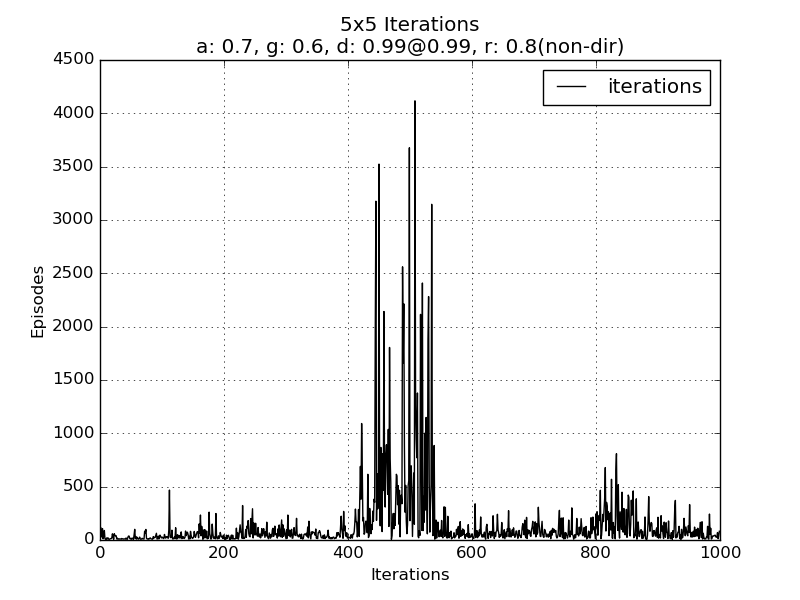 5x5 Iterations
a: 0.7, g: 0.6, d: 0.99@0.99, r: 0.8(non-dir)
iterations
4500
4000
3500
3000
2500
2000
1500
1000
500
0
Episodes
0 200 400 600 800 1000
Iterations